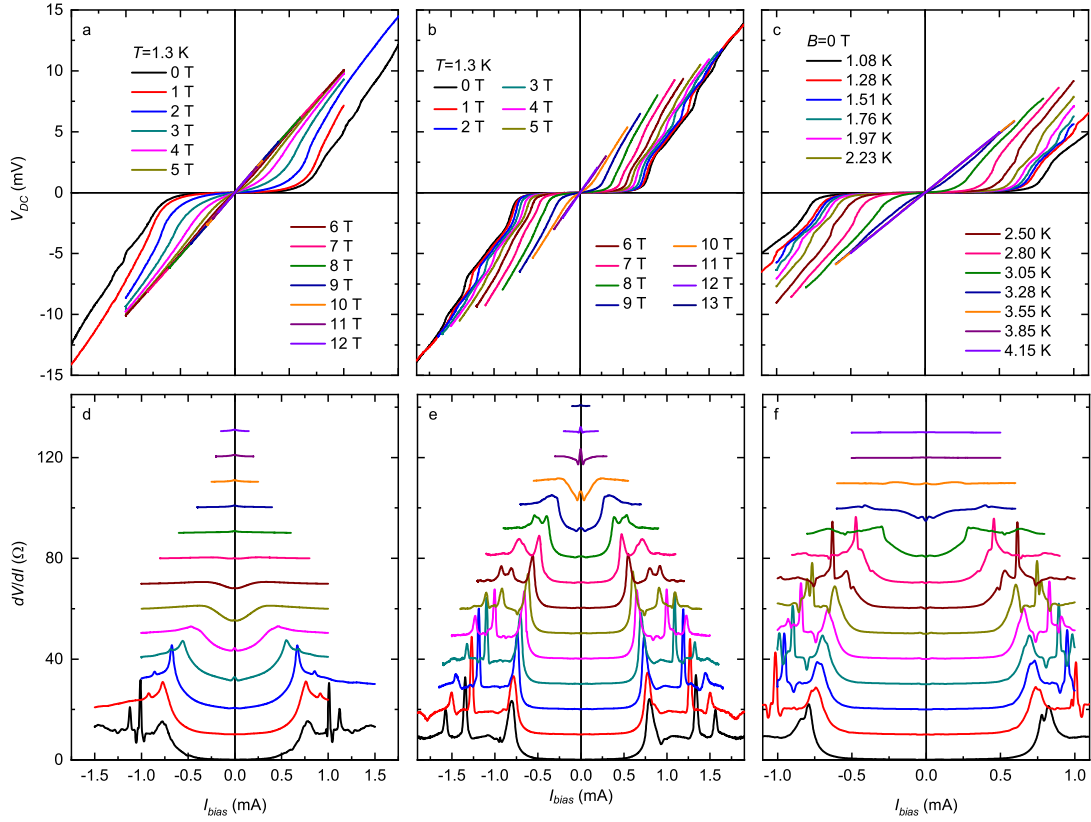 a
T=1.3 K
0 T
1 T
2 T
3 T
4 T
5 T
6 T
7 T
8 T
9 T
10 T
11 T
12 T
15
10
5
0
-5
-10
-15
V_DC (mV)
b
T=1.3 K
0 T 3 T
1 T 4 T
2 T 5 T
6 T 10 T
7 T 11 T
8 T 12 T
9 T 13 T
c
B=0 T
1.08 K
1.28 K
1.51 K
1.76 K
1.97 K
2.23 K
2.50 K
2.80 K
3.05 K
3.28 K
3.55 K
3.85 K
4.15 K
d
120
80
40
0
dV/dI (Ω)
-1.5 -1.0 -0.5 0.0 0.5 1.0 1.5
I_bias (mA)
e
-1.5 -1.0 -0.5 0.0 0.5 1.0 1.5
I_bias (mA)
f
-1.0 -0.5 0.0 0.5 1.0
I_bias (mA)